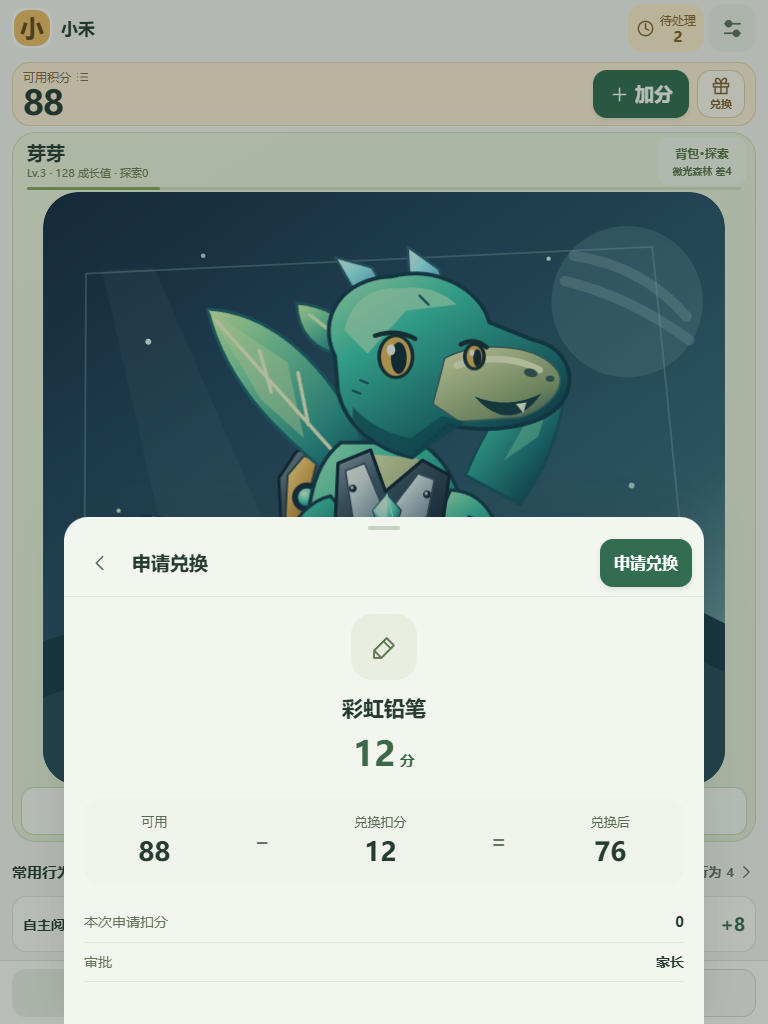 小 小禾
待处理
2
可用积分
88
加分
兑换
芽芽
Lv.3 · 128 成长值 · 探索0
背包•探索
微光森林 差4
申请兑换
申请兑换
彩虹铅笔
12分
可用
88
−
兑换扣分
12
=
兑换后
76
常用行为
行为 4
本次申请扣分 0
自主阅
+8
审批 家长